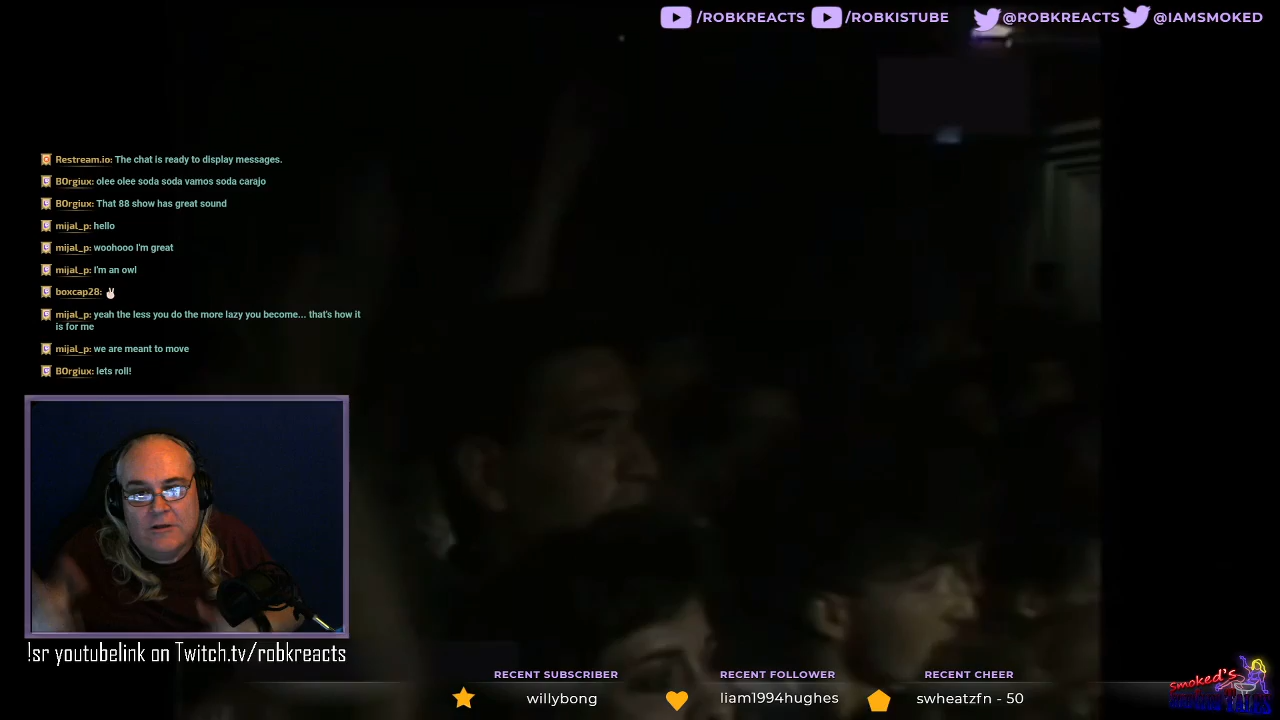 /ROBKREACTS /ROBKISTUBE @ROBKREACTS @IAMSMOKED
Restream.io: The chat is ready to display messages.
B0rgiux: olee olee soda soda vamos soda carajo
B0rgiux: That 88 show has great sound
mijal_p: hello
mijal_p: woohooo I'm great
mijal_p: I'm an owl
boxcap28: ✌🏻
mijal_p: yeah the less you do the more lazy you become... that's how it
is for me
mijal_p: we are meant to move
B0rgiux: lets roll!
!sr youtubelink on Twitch.tv/robkreacts
RECENT SUBSCRIBER RECENT FOLLOWER RECENT CHEER
willybong liam1994hughes swheatzfn - 50
smoked's